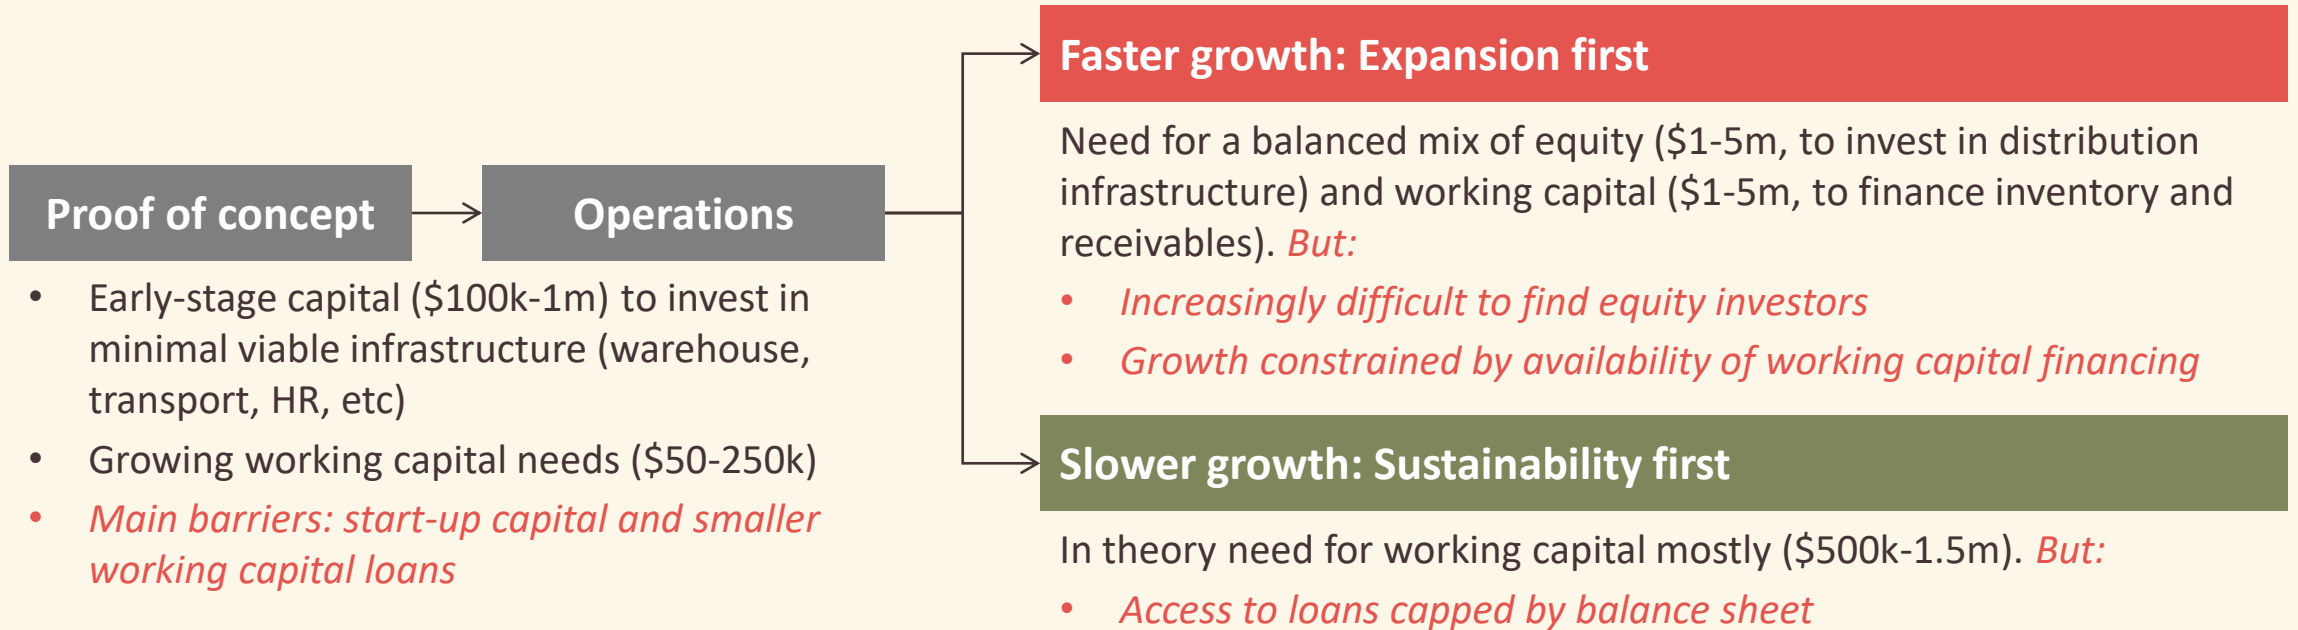 Proof of concept
Operations
• Early-stage capital ($100k-1m) to invest in
minimal viable infrastructure (warehouse,
transport, HR, etc)
• Growing working capital needs ($50-250k)
• Main barriers: start-up capital and smaller
working capital loans
Faster growth: Expansion first
Need for a balanced mix of equity ($1-5m, to invest in distribution
infrastructure) and working capital ($1-5m, to finance inventory and
receivables). But:
• Increasingly difficult to find equity investors
• Growth constrained by availability of working capital financing
Slower growth: Sustainability first
In theory need for working capital mostly ($500k-1.5m). But:
• Access to loans capped by balance sheet